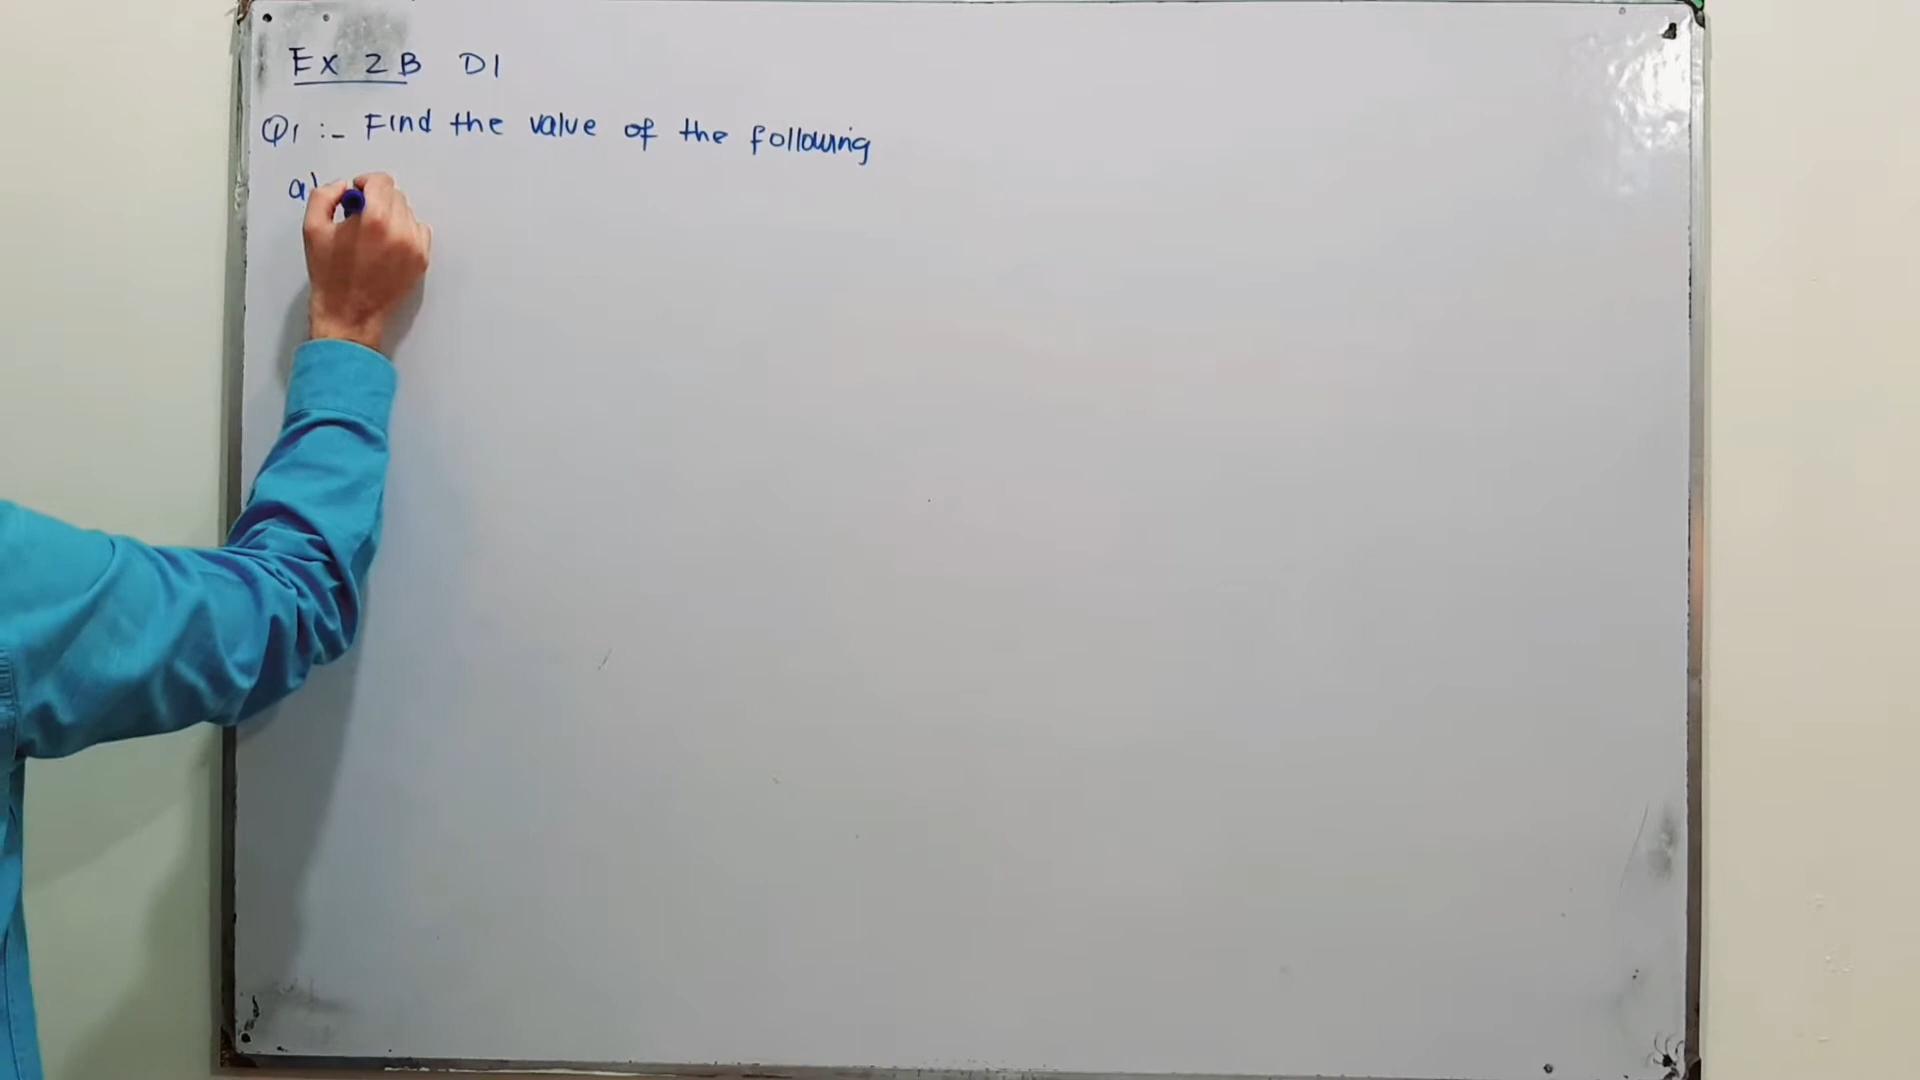 Ex 2B D1
Q1 :- Find the value of the following
a)